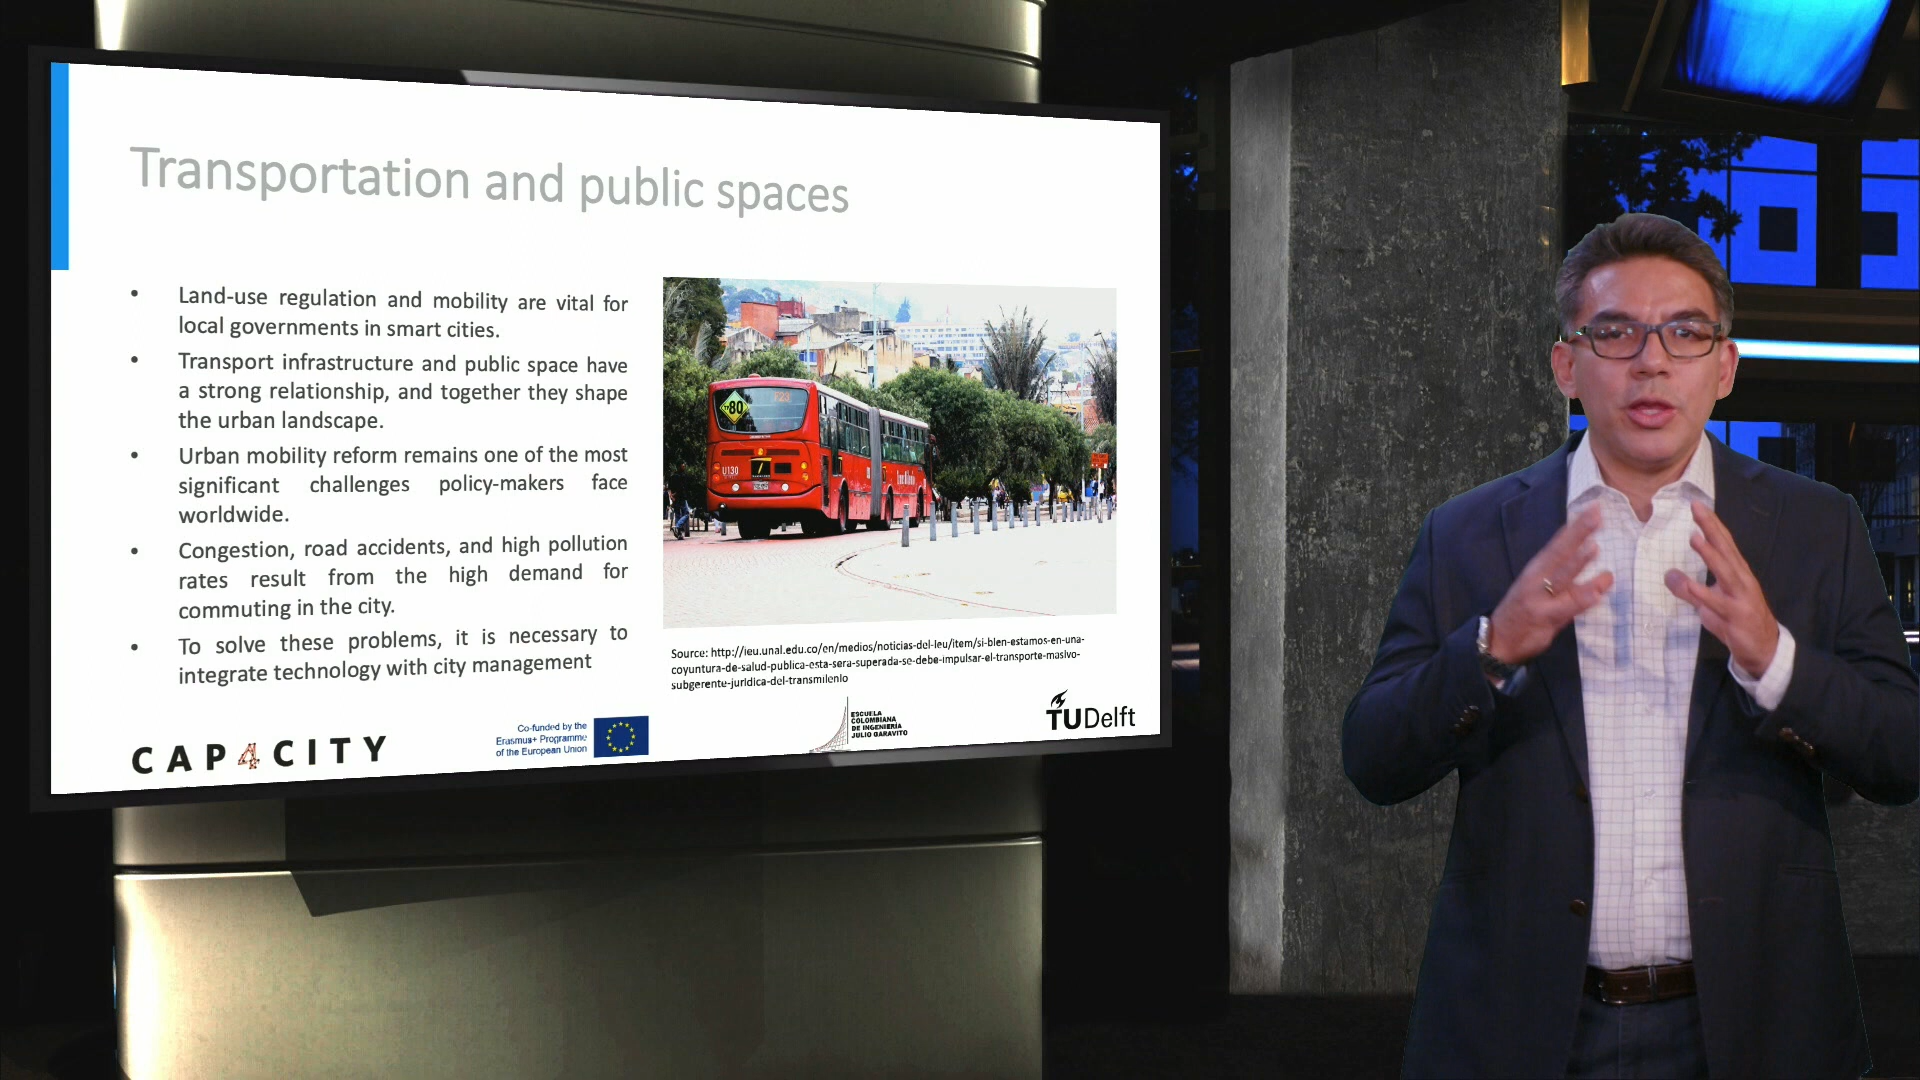 Transportation and public spaces
• Land-use regulation and mobility are vital for
local governments in smart cities.
• Transport infrastructure and public space have
a strong relationship, and together they shape
the urban landscape.
• Urban mobility reform remains one of the most
significant challenges policy-makers face
worldwide.
• Congestion, road accidents, and high pollution
rates result from the high demand for
commuting in the city.
• To solve these problems, it is necessary to
integrate technology with city management
80
U130
Source: http://ieu.unal.edu.co/en/medios/noticias-del-ieu/item/si-bien-estamos-en-una-
coyuntura-de-salud-publica-esta-sera-superada-se-debe-impulsar-el-transporte-masivo-
subgerente-juridica-del-transmilenio
CAP4CITY
Co-funded by the
Erasmus+ Programme
of the European Union
ESCUELA
COLOMBIANA
DE INGENIERÍA
JULIO GARAVITO
TUDelft